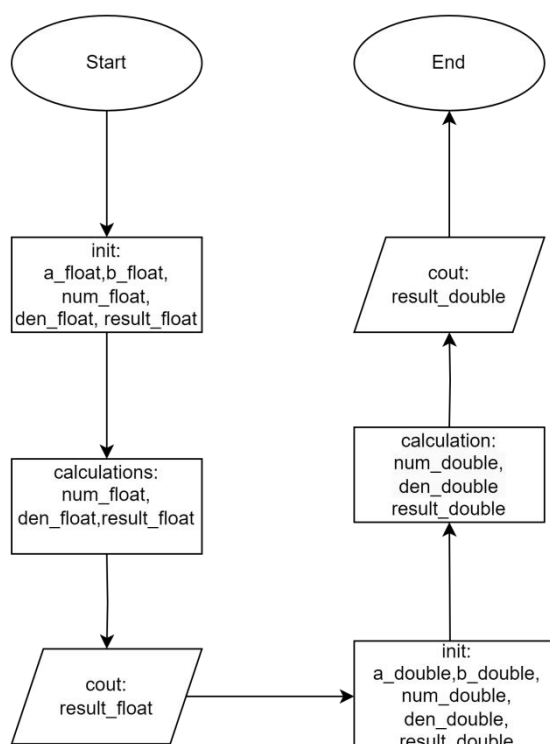 Start
init:
a_float,b_float,
num_float,
den_float, result_float
calculations:
num_float,
den_float,result_float
cout:
result_float
init:
a_double,b_double,
num_double,
den_double,
result_double
calculation:
num_double,
den_double
result_double
cout:
result_double
End